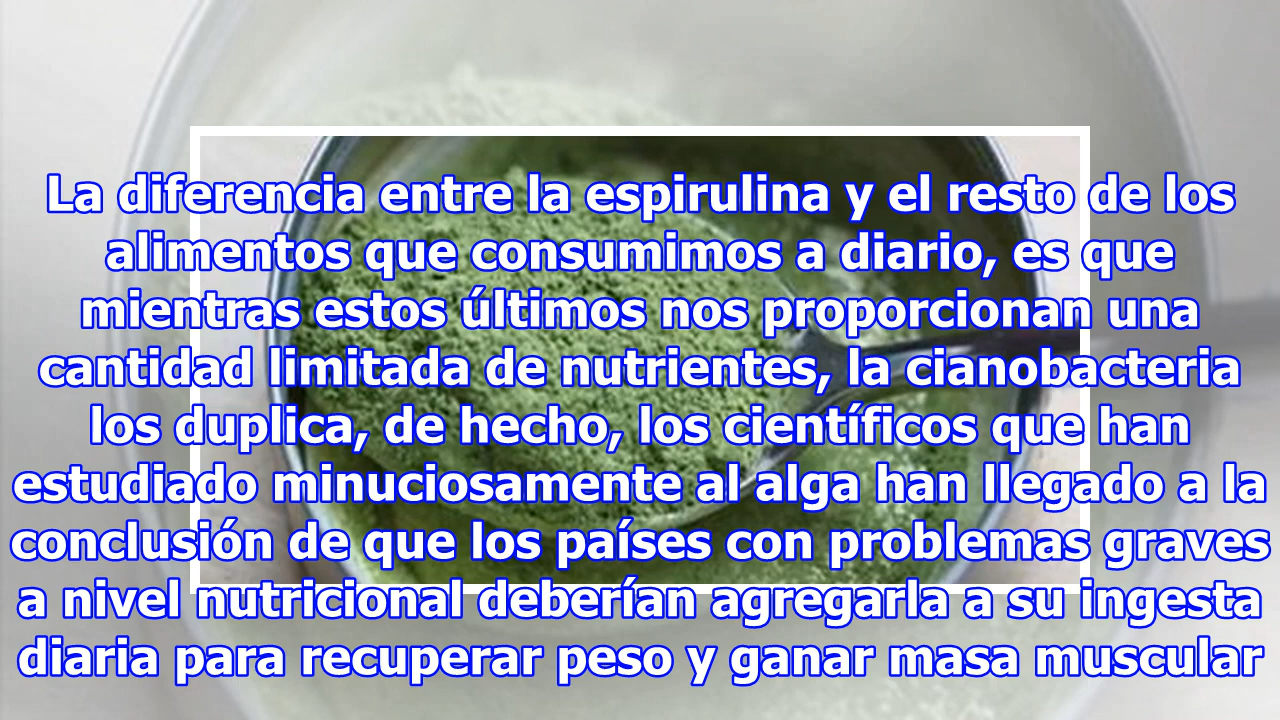 La diferencia entre la espirulina y el resto de los
alimentos que consumimos a diario, es que
mientras estos últimos nos proporcionan una
cantidad limitada de nutrientes, la cianobacteria
los duplica, de hecho, los científicos que han
estudiado minuciosamente al alga han llegado a la
conclusión de que los países con problemas graves
a nivel nutricional deberían agregarla a su ingesta
diaria para recuperar peso y ganar masa muscular